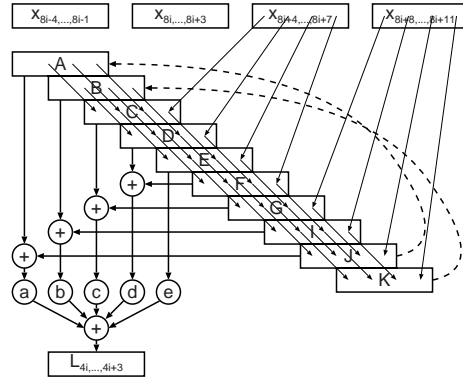 x8i-4,...,8i-1 x8i,...,8i+3 x8i+4,...,8i+7 x8i+8,...,8i+11
A
B
C
D
E
F
+
G
+
I
+
J
+
K
a b c d e
+
L4i,...,4i+3